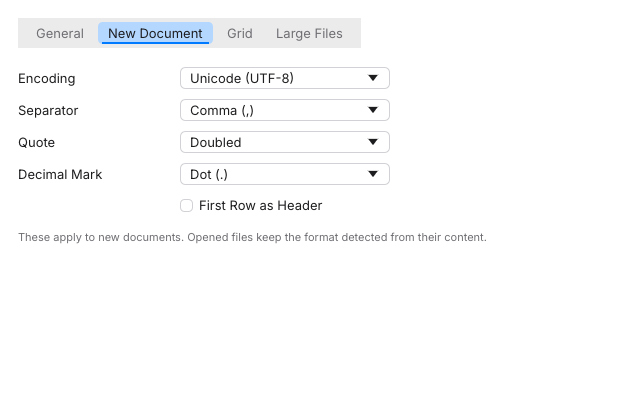 General New Document Grid Large Files
Encoding Unicode (UTF-8)
Separator Comma (,)
Quote Doubled
Decimal Mark Dot (.)
First Row as Header
These apply to new documents. Opened files keep the format detected from their content.